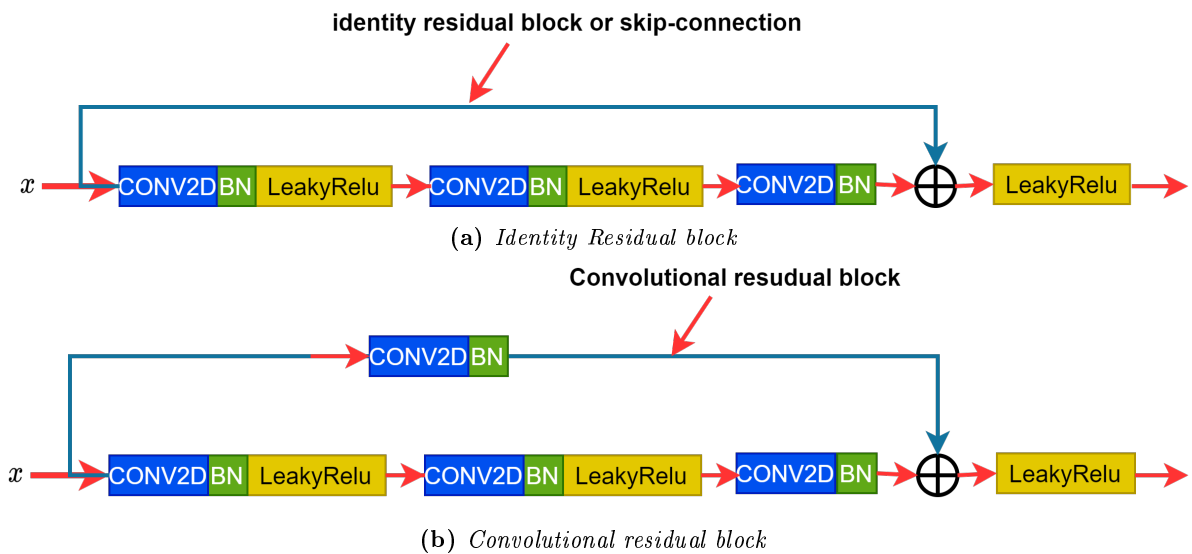 identity residual block or skip-connection
x CONV2D BN LeakyRelu CONV2D BN LeakyRelu CONV2D BN LeakyRelu
(a) Identity Residual block
Convolutional resudual block
CONV2D BN
x CONV2D BN LeakyRelu CONV2D BN LeakyRelu CONV2D BN LeakyRelu
(b) Convolutional residual block